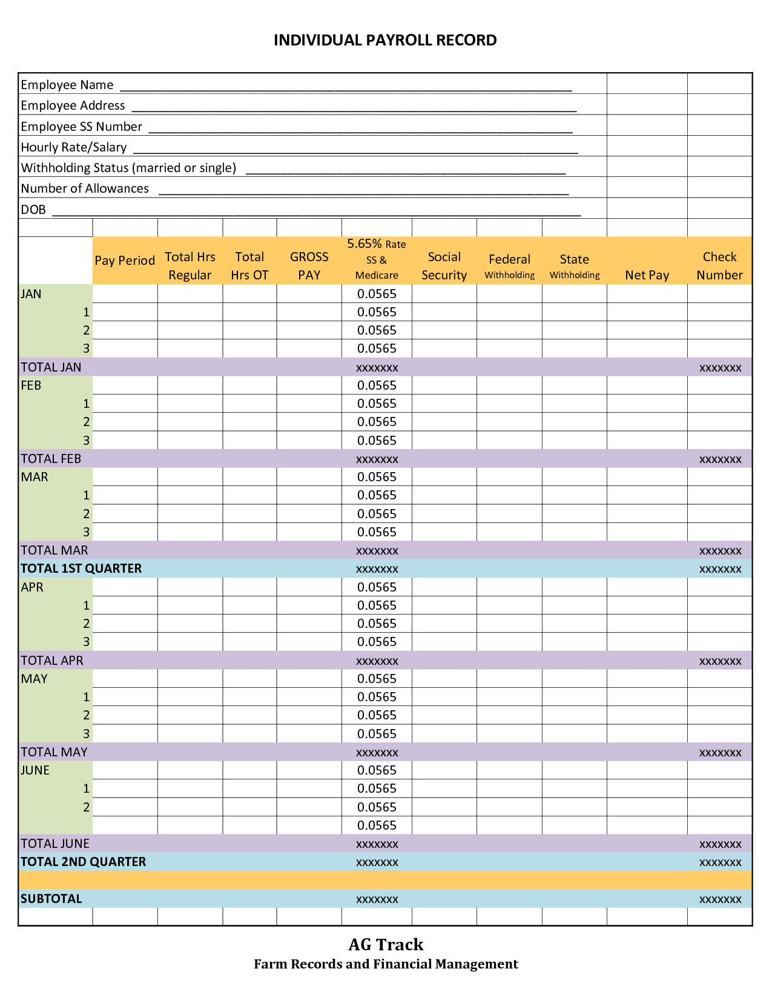 INDIVIDUAL PAYROLL RECORD
Employee Name ____________________________________________________________________
Employee Address ___________________________________________________________________
Employee SS Number ________________________________________________________________
Hourly Rate/Salary ___________________________________________________________________
Withholding Status (married or single) ________________________________________________
Number of Allowances ______________________________________________________________
DOB ________________________________________________________________________________
Pay Period Total Hrs Regular Total Hrs OT GROSS PAY 5.65% Rate SS & Medicare Social Security Federal Withholding State Withholding Net Pay Check Number
JAN 0.0565
1 0.0565
2 0.0565
3 0.0565
TOTAL JAN xxxxxxx xxxxxxx
FEB 0.0565
1 0.0565
2 0.0565
3 0.0565
TOTAL FEB xxxxxxx xxxxxxx
MAR 0.0565
1 0.0565
2 0.0565
3 0.0565
TOTAL MAR xxxxxxx xxxxxxx
TOTAL 1ST QUARTER xxxxxxx xxxxxxx
APR 0.0565
1 0.0565
2 0.0565
3 0.0565
TOTAL APR xxxxxxx xxxxxxx
MAY 0.0565
1 0.0565
2 0.0565
3 0.0565
TOTAL MAY xxxxxxx xxxxxxx
JUNE 0.0565
1 0.0565
2 0.0565
0.0565
TOTAL JUNE xxxxxxx xxxxxxx
TOTAL 2ND QUARTER xxxxxxx xxxxxxx
SUBTOTAL xxxxxxx xxxxxxx
AG Track
Farm Records and Financial Management